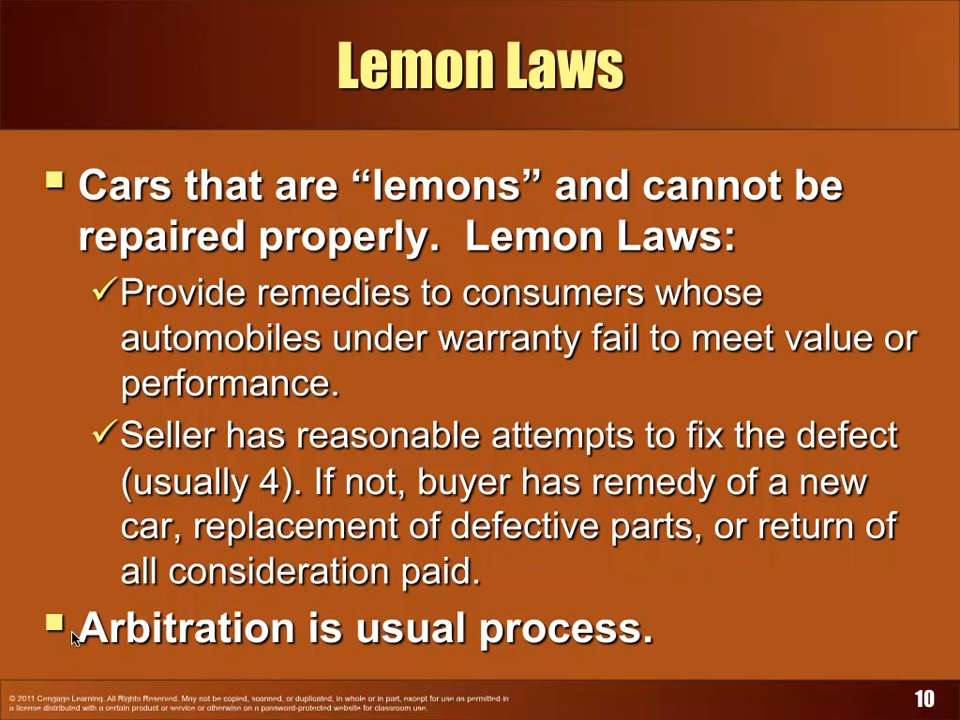 Lemon Laws
Cars that are “lemons” and cannot be
repaired properly.  Lemon Laws:
Provide remedies to consumers whose
automobiles under warranty fail to meet value or
performance.
Seller has reasonable attempts to fix the defect
(usually 4). If not, buyer has remedy of a new
car, replacement of defective parts, or return of
all consideration paid.
Arbitration is usual process.
© 2011 Cengage Learning. All Rights Reserved. May not be copied, scanned, or duplicated, in whole or in part, except for use as permitted in
a license distributed with a certain product or service or otherwise on a password-protected website for classroom use.
10